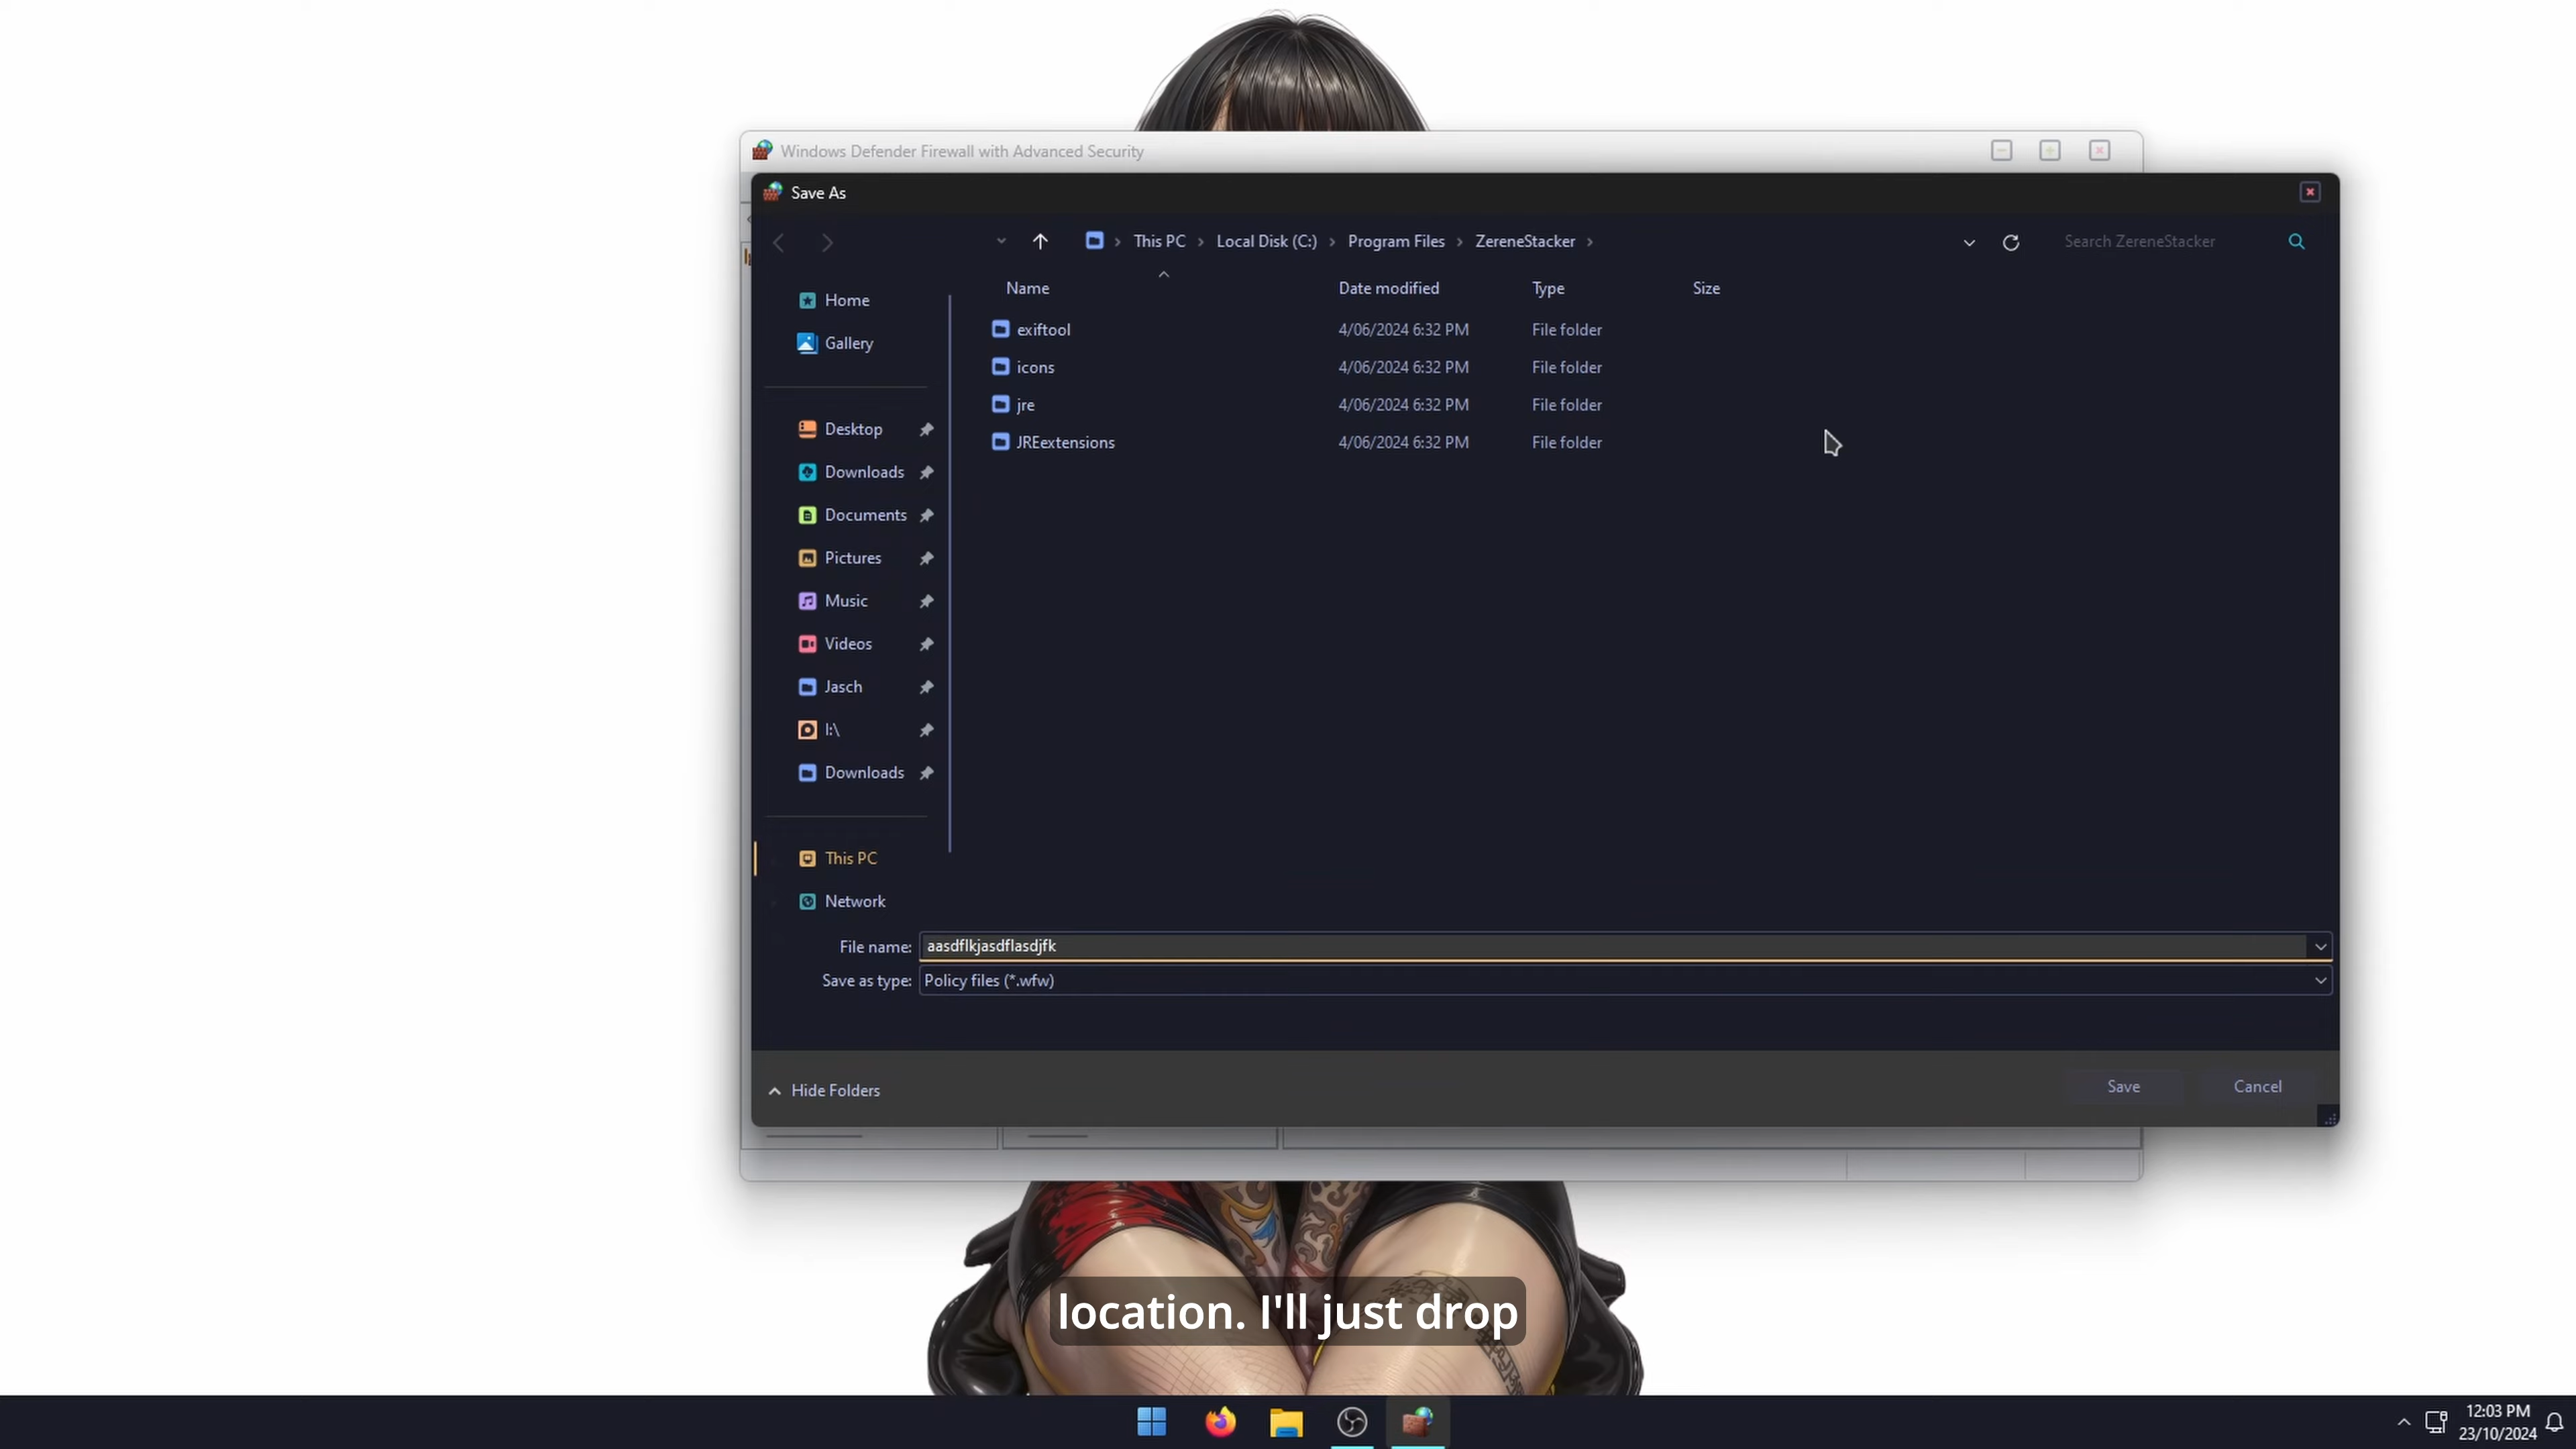 Windows Defender Firewall with Advanced Security
Save As
This PC
Local Disk (C:)
Program Files
ZereneStacker
Search ZereneStacker
Name
Date modified
Type
Size
Home
Gallery
exiftool
4/06/2024 6:32 PM
File folder
icons
4/06/2024 6:32 PM
File folder
jre
4/06/2024 6:32 PM
File folder
JREextensions
4/06/2024 6:32 PM
File folder
Desktop
Downloads
Documents
Pictures
Music
Videos
Jasch
I:\
Downloads
This PC
Network
File name:
aasdflkjasdflasdjfk
Save as type:
Policy files (*.wfw)
Hide Folders
Save
Cancel
location. I'll just drop
12:03 PM
23/10/2024